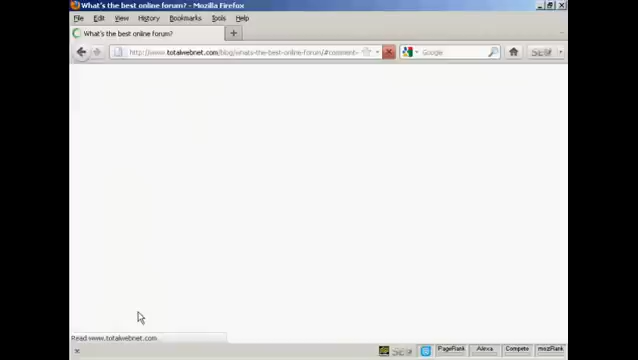 What's the best online forum? - Mozilla Firefox
File Edit View History Bookmarks Tools Help
What's the best online forum?
http://www.totalwebnet.com/blog/whats-the-best-online-forum/#comment-
Google
SEO
Read www.totalwebnet.com
SEO PageRank Alexa Compete mozRank